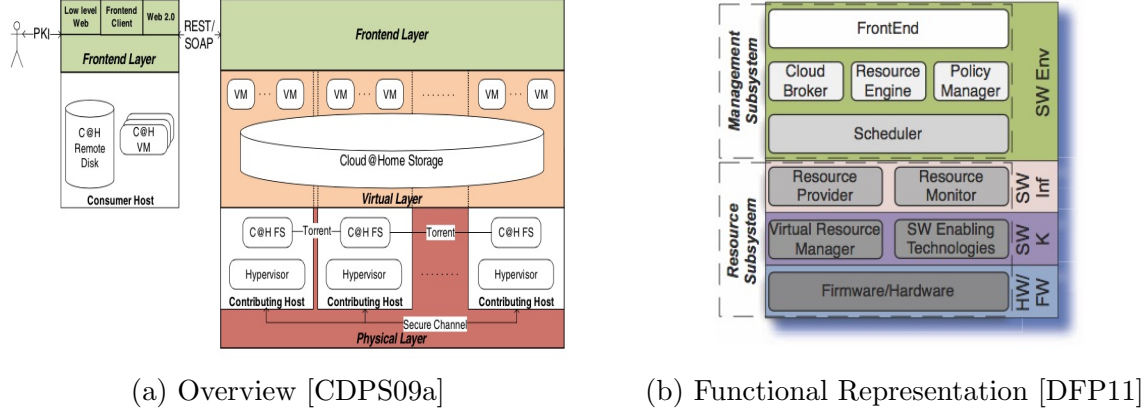 Low level
Web
Frontend
Client
Web 2.0
PKI
REST/
SOAP
Frontend Layer
Frontend Layer
VM
VM
VM
VM
VM
VM
C@H
Remote
Disk
C@H
VM
Cloud@Home Storage
Consumer Host
Virtual Layer
C@H FS
Torrent
C@H FS
Torrent
C@H FS
Hypervisor
Hypervisor
Hypervisor
Contributing Host
Contributing Host
Contributing Host
Secure Channel
Physical Layer
(a) Overview [CDPS09a]
Management
Subsystem
FrontEnd
Cloud
Broker
Resource
Engine
Policy
Manager
Scheduler
SW Env
Resource
Subsystem
Resource
Provider
Resource
Monitor
SW
Inf
Virtual Resource
Manager
SW Enabling
Technologies
SW
K
Firmware/Hardware
HW/
FW
(b) Functional Representation [DFP11]